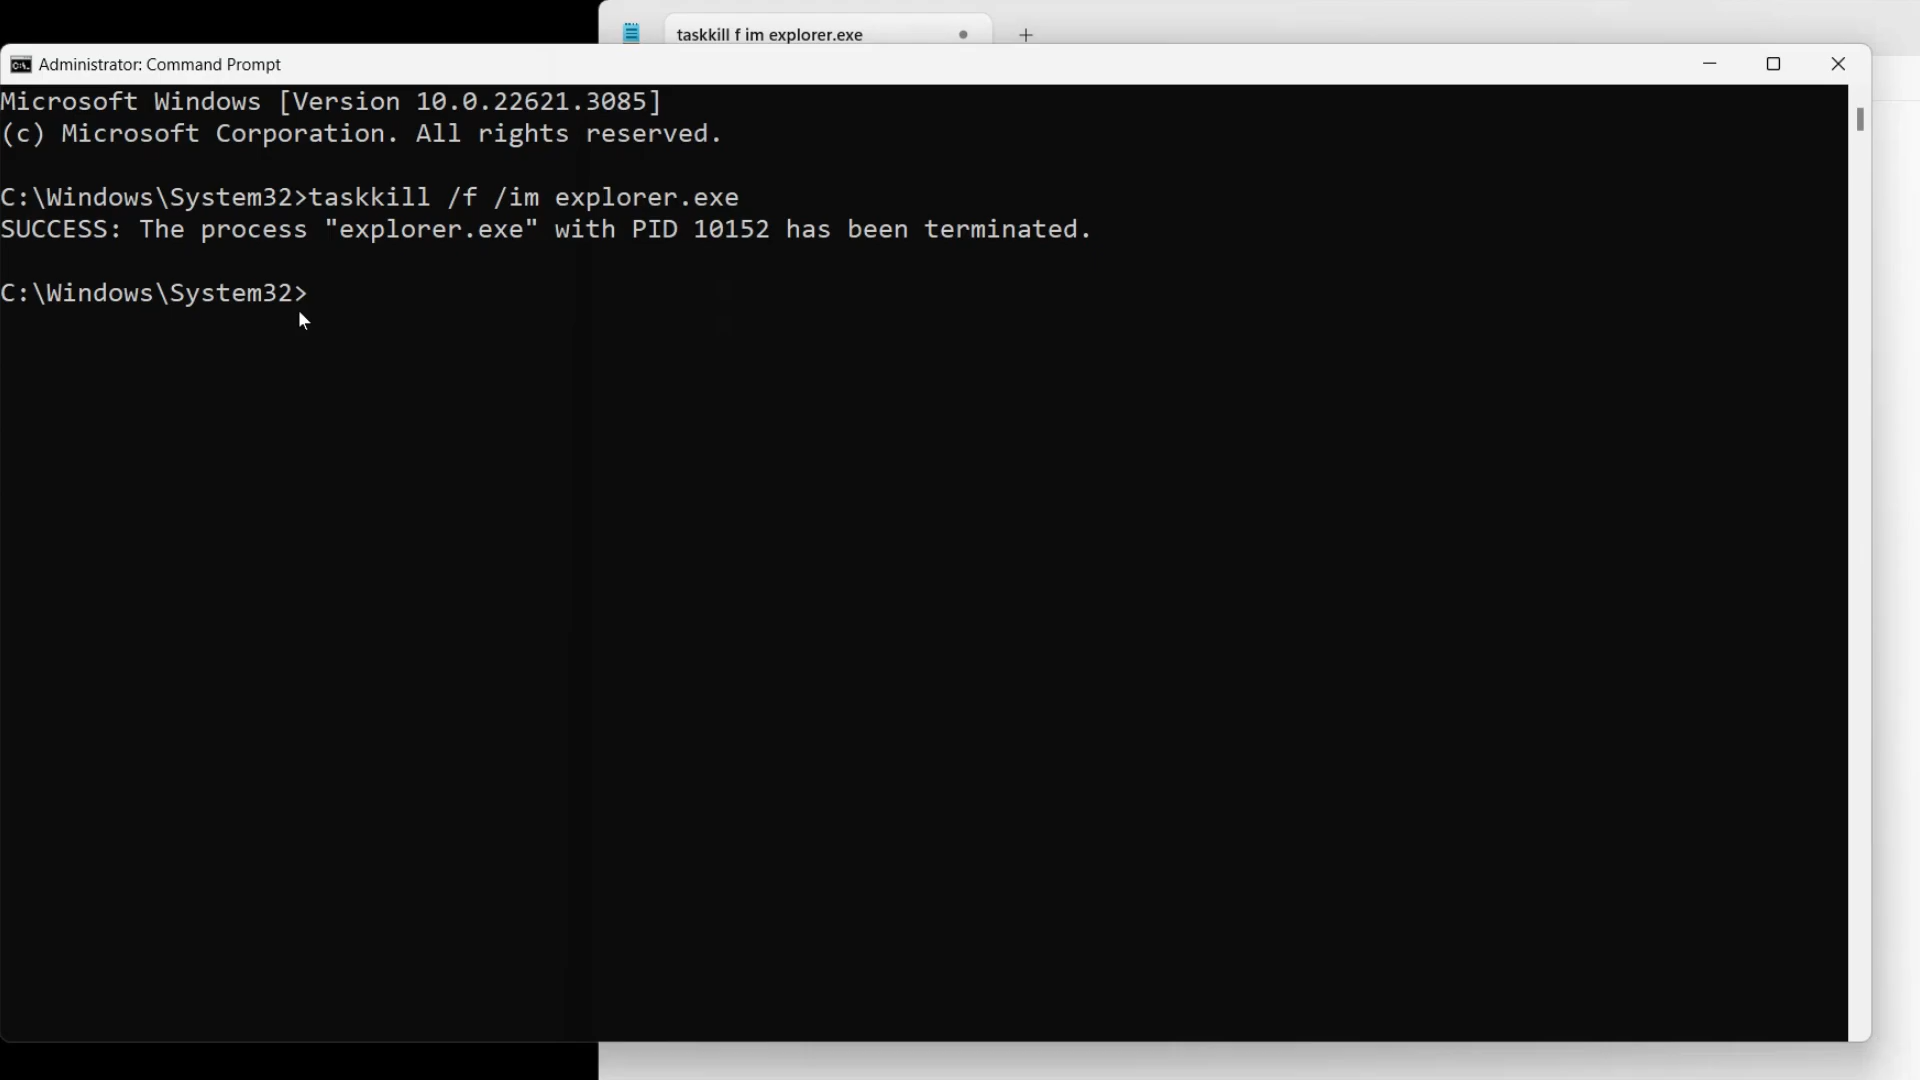 taskkill f im explorer.exe
Administrator: Command Prompt
Microsoft Windows [Version 10.0.22621.3085]
(c) Microsoft Corporation. All rights reserved.
C:\Windows\System32>taskkill /f /im explorer.exe
SUCCESS: The process "explorer.exe" with PID 10152 has been terminated.
C:\Windows\System32>